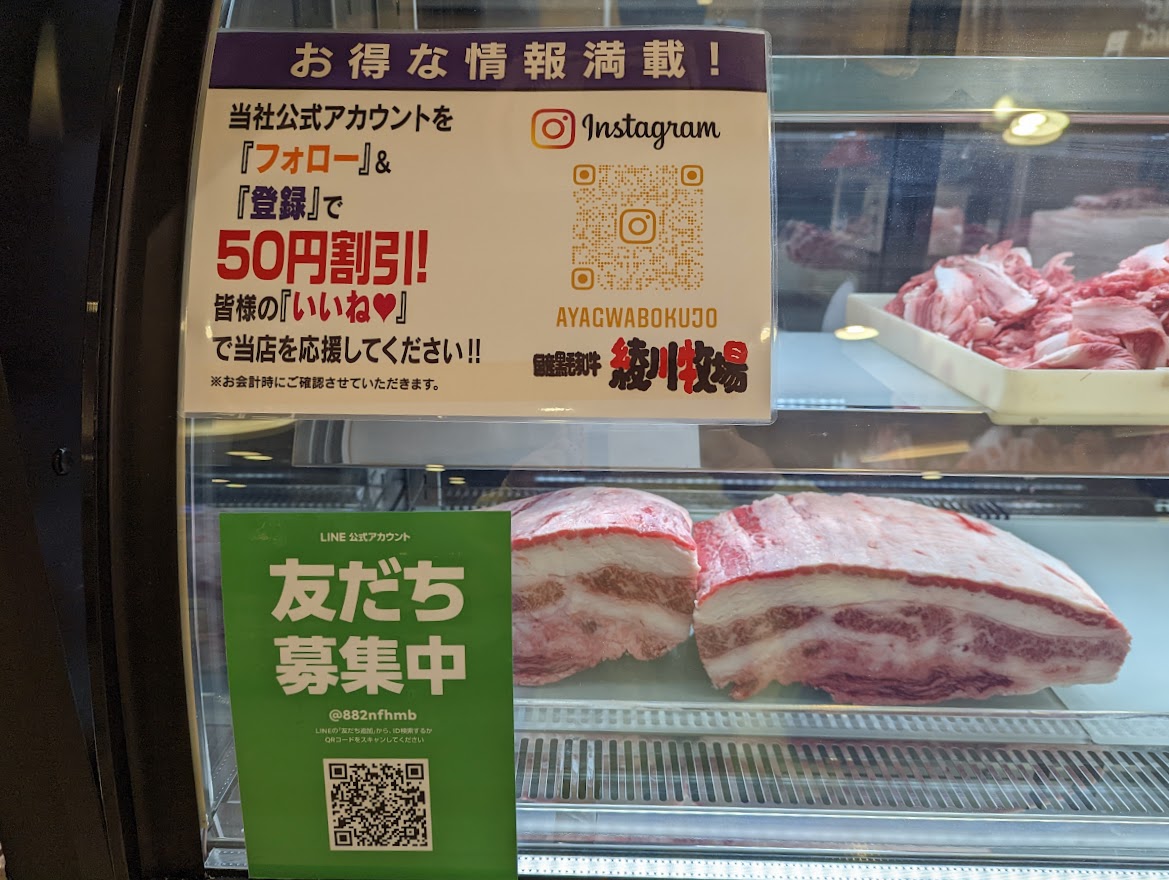 お得な情報満載！
当社公式アカウントを
『フォロー』&
『登録』で
50円割引!
皆様の『いいね♥』
で当店を応援してください!!
※お会計時にご確認させていただきます。
Instagram
AYAGWABOKUJO
国産黒毛和牛 綾川牧場
LINE 公式アカウント
友だち
募集中
@882nfhmb
LINEの「友だち追加」から、ID検索するか
QRコードをスキャンしてください